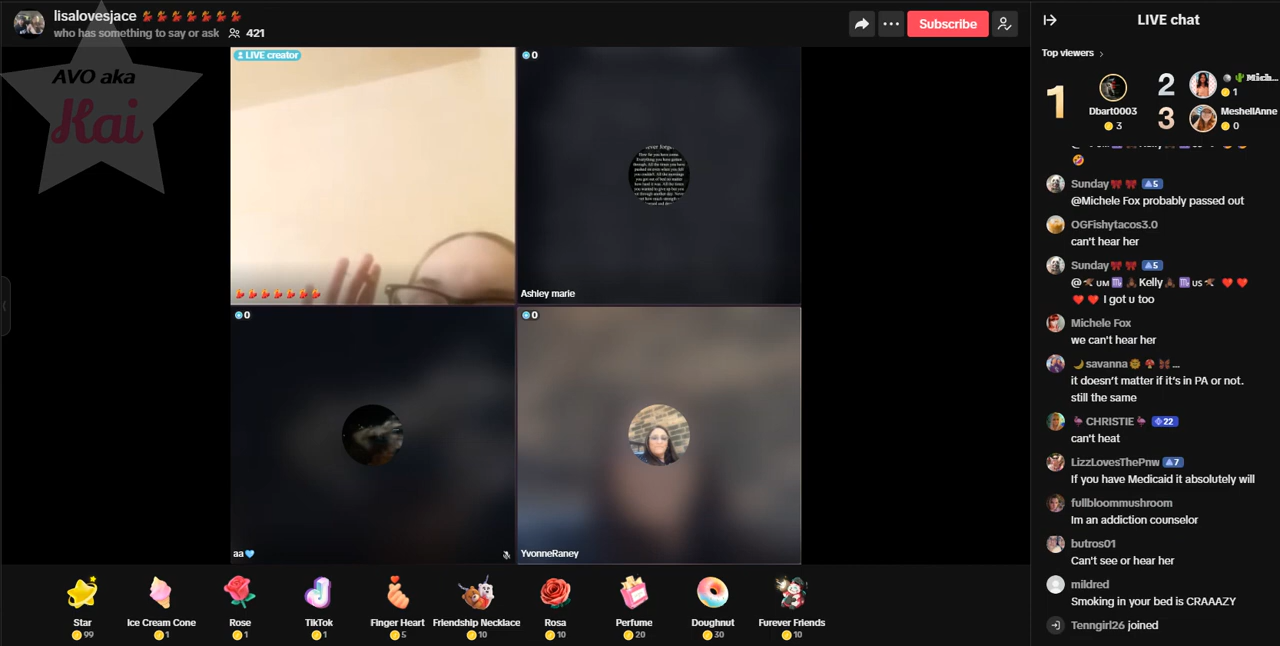 lisalovesjace 💃💃💃💃💃💃💃
who has something to say or ask 421
Subscribe
AVO aka
Kai
LIVE creator
0
💃💃💃💃💃💃💃
Ashley marie
0
aa💙
0
YvonneRaney
Star
99
Ice Cream Cone
1
Rose
1
TikTok
1
Finger Heart
5
Friendship Necklace
10
Rosa
10
Perfume
20
Doughnut
30
Furever Friends
10
LIVE chat
Top viewers >
1
Dbart0003
3
2
Mich...
1
3
MeshellAnne
0
Sunday🎀🎀 5
@Michele Fox probably passed out
OGFishytacos3.0
can't hear her
Sunday🎀🎀 5
Kelly
❤️❤️
❤️❤️ I got u too
Michele Fox
we can't hear her
🌙savanna🌞🍄🦋...
it doesn't matter if it's in PA or not.
still the same
🦩CHRISTIE🦩 22
can't heat
LizzLovesThePnw 7
If you have Medicaid it absolutely will
fullbloommushroom
Im an addiction counselor
butros01
Can't see or hear her
mildred
Smoking in your bed is CRAAAZY
Tenngirl26 joined